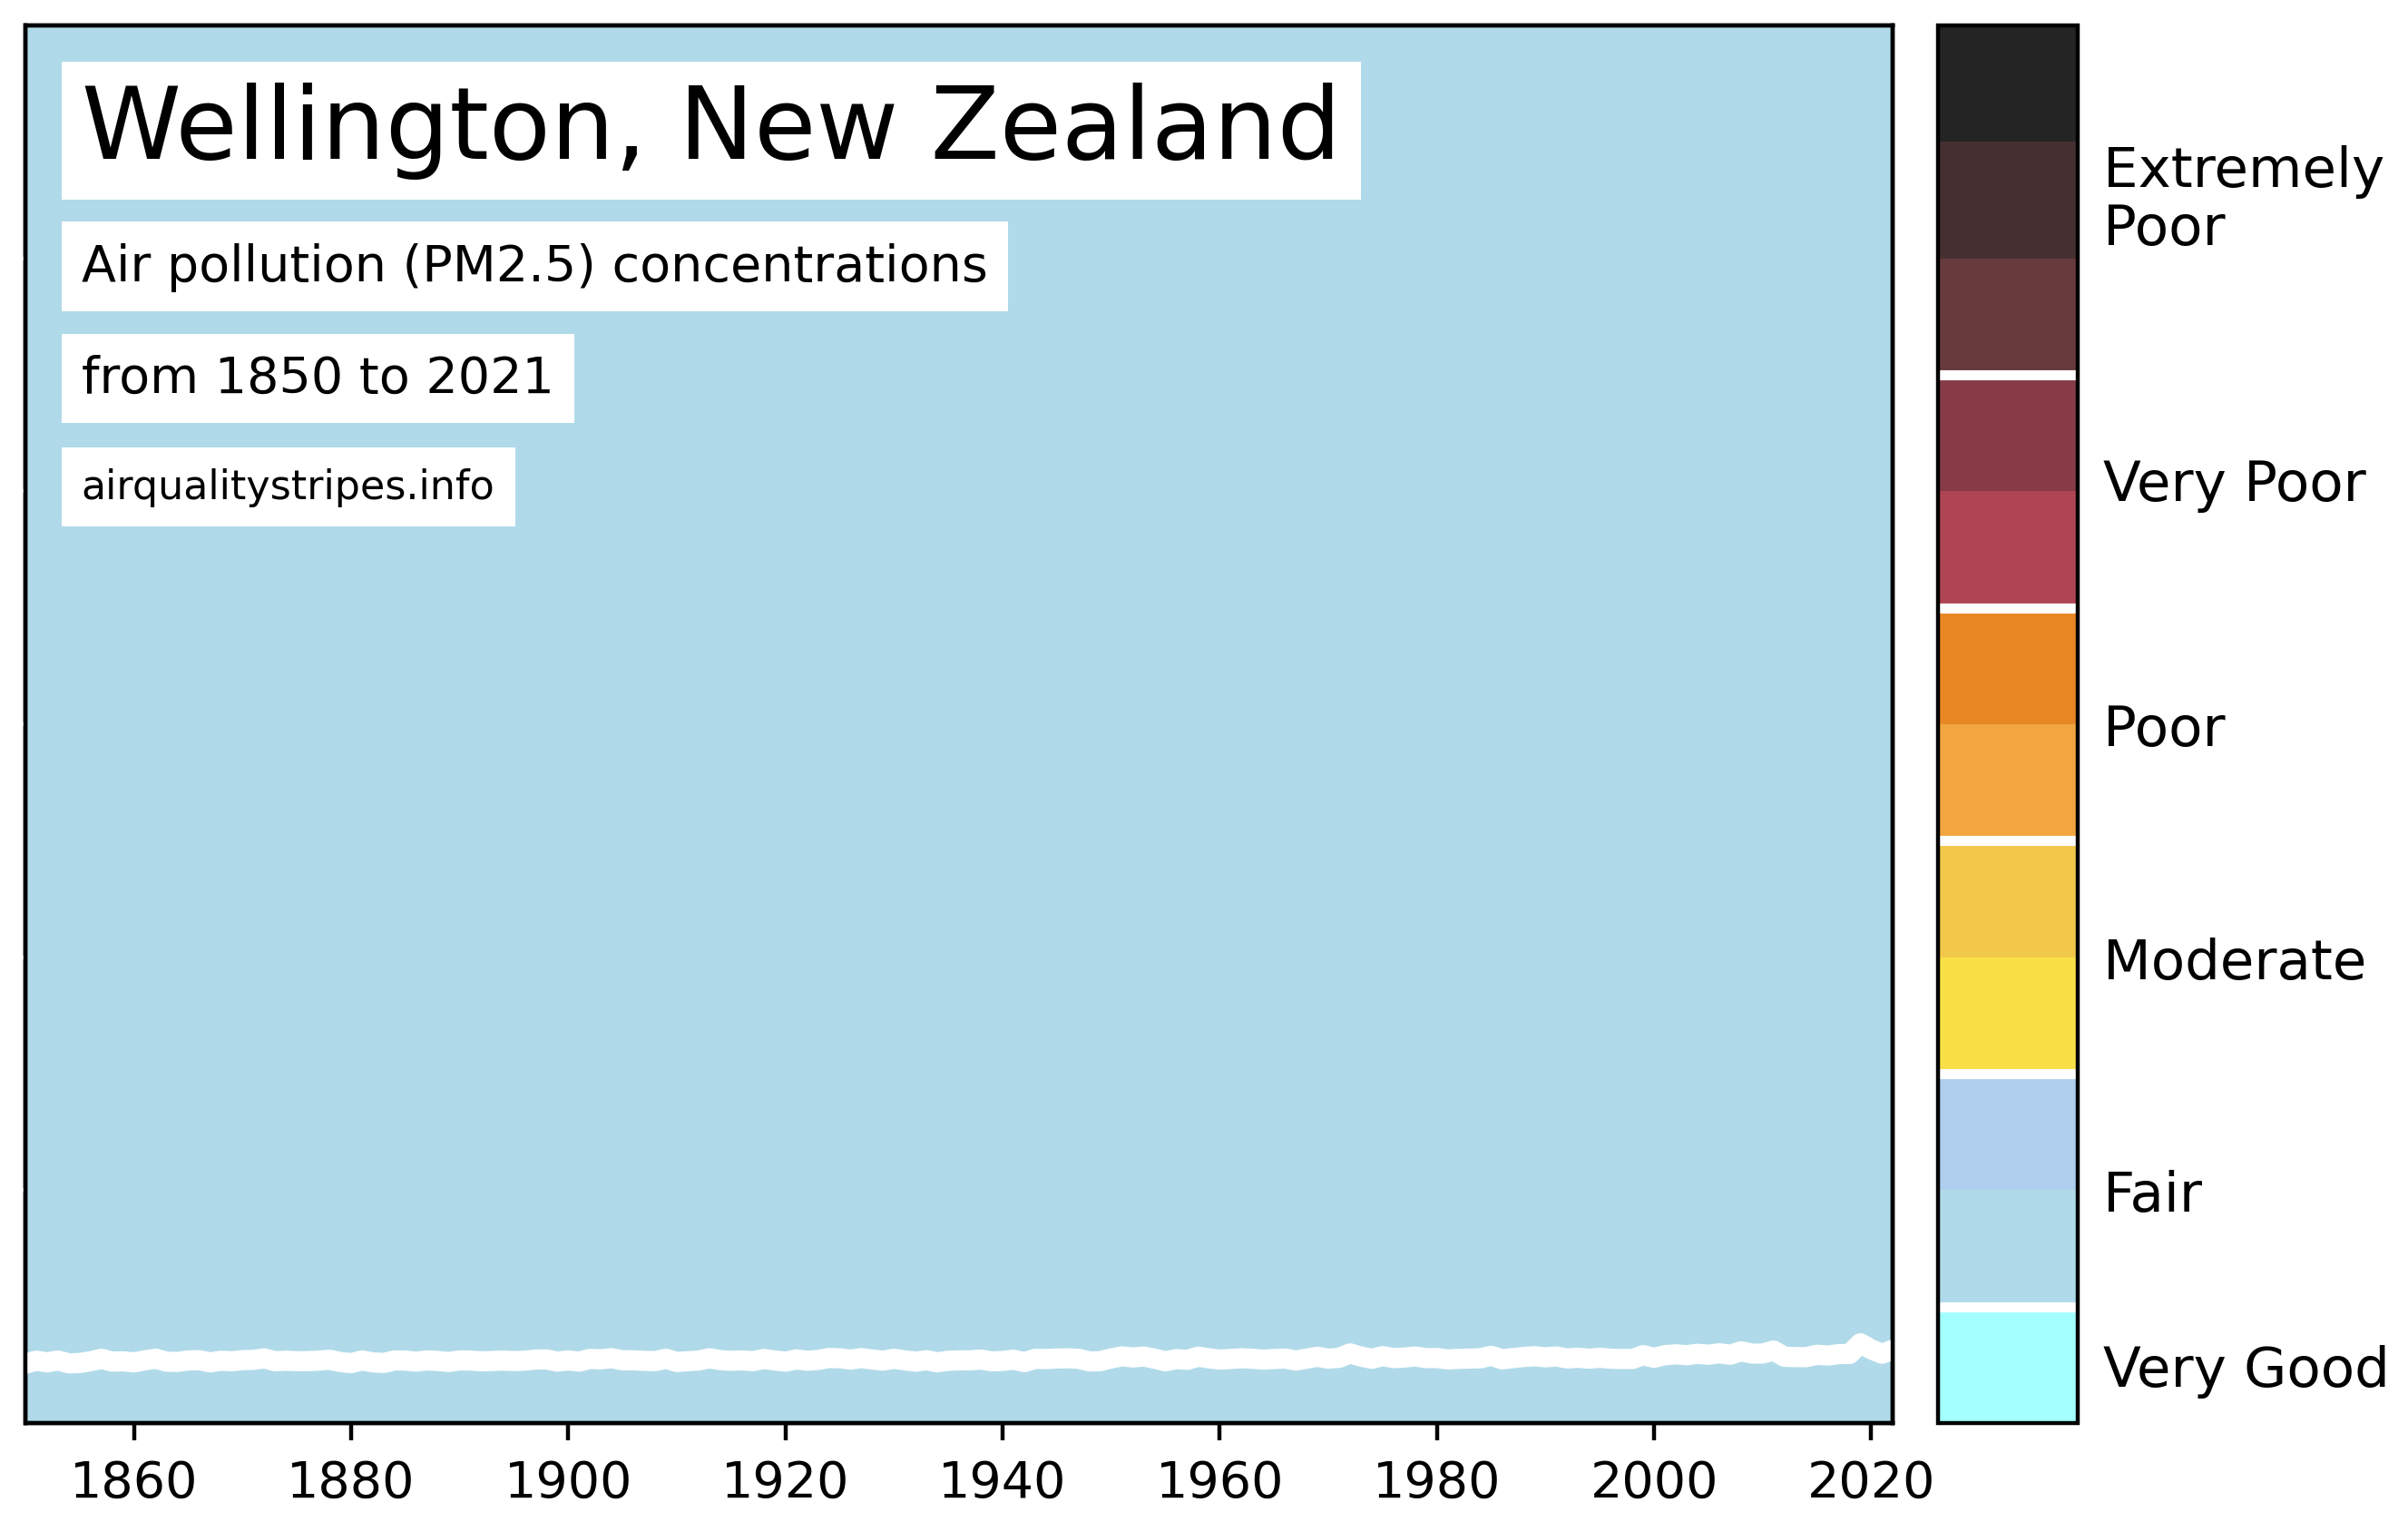 Wellington, New Zealand
Air pollution (PM2.5) concentrations
from 1850 to 2021
airqualitystripes.info
Extremely
Poor
Very Poor
Poor
Moderate
Fair
Very Good
1860 1880 1900 1920 1940 1960 1980 2000 2020